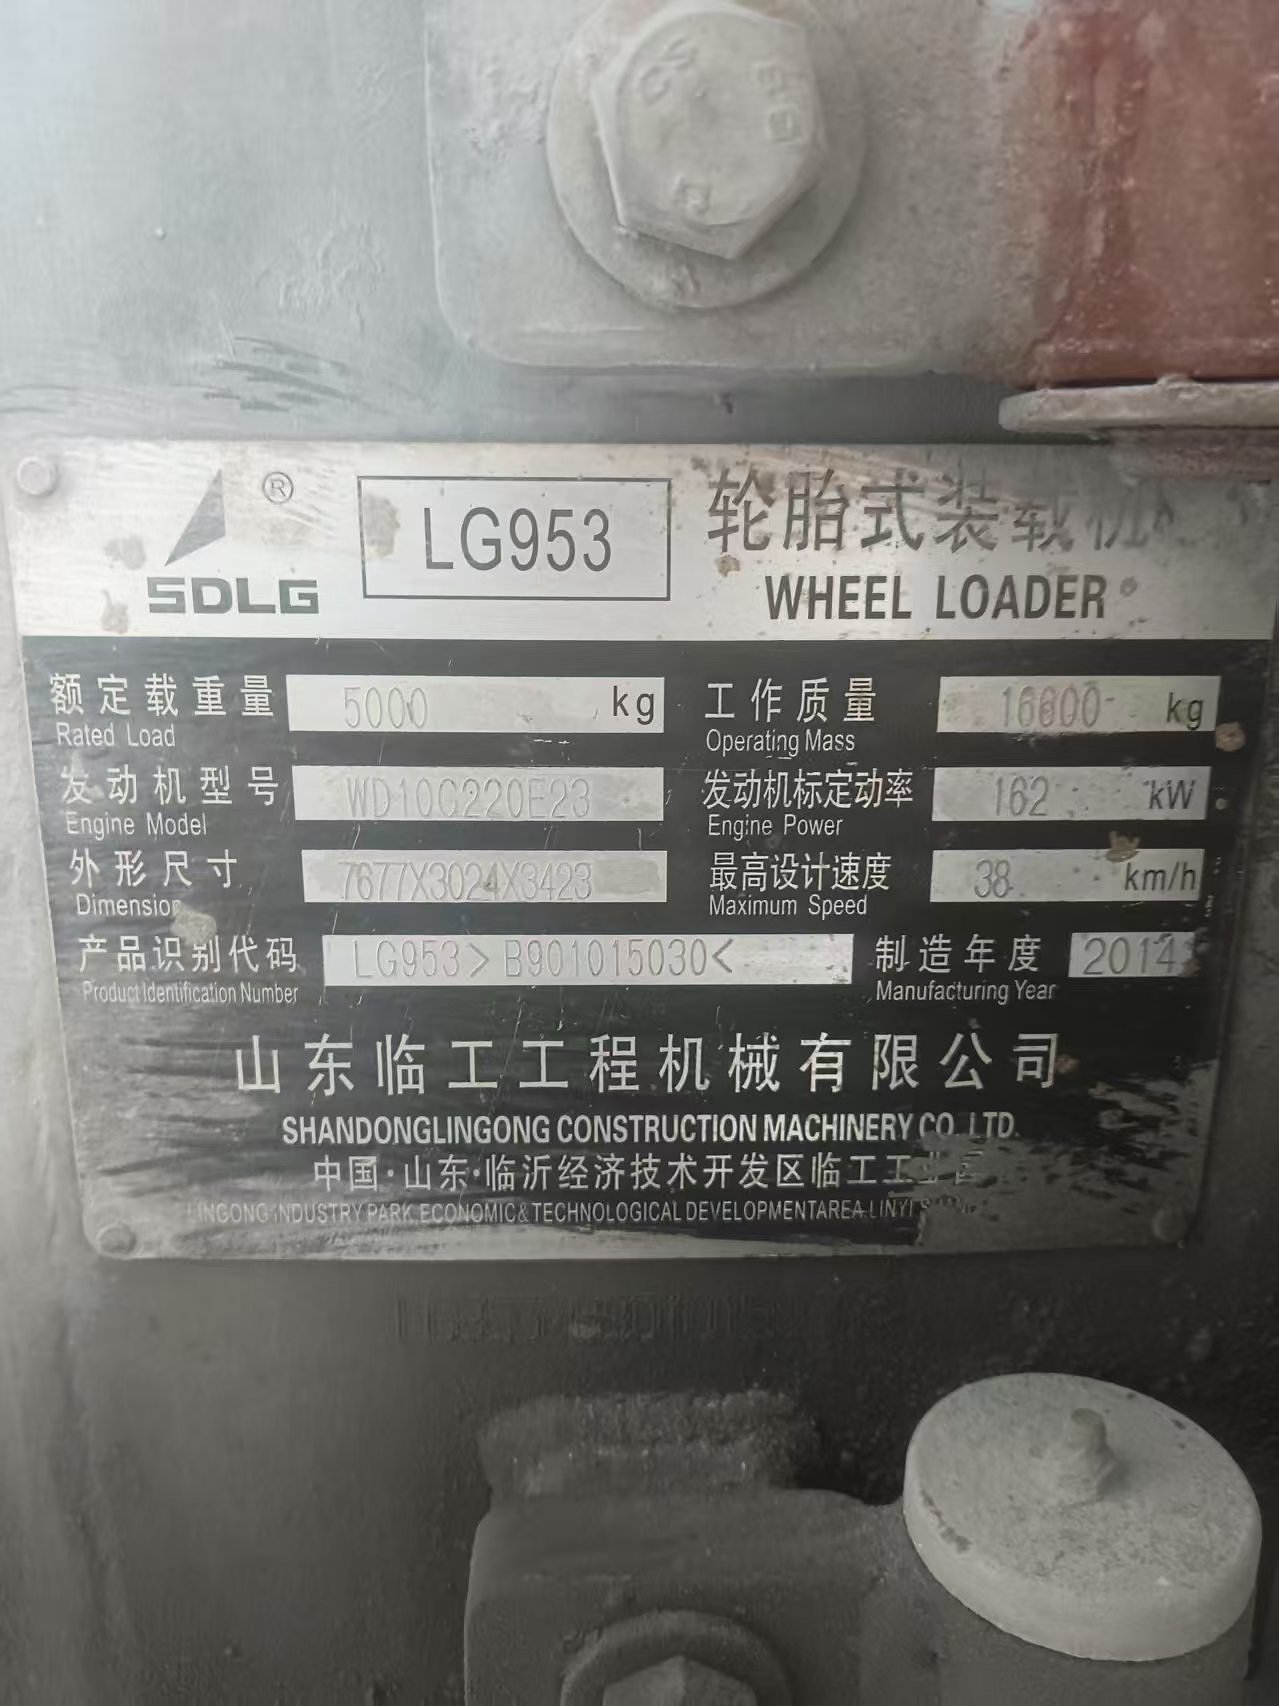 ®
SDLG
LG953
轮胎式装载机
WHEEL LOADER
额定载重量 5000 kg
Rated Load
工作质量 kg
Operating Mass
发动机型号 WD10G220E23
Engine Model
发动机标定功率 162 kW
Engine Power
外形尺寸 7677X3024X3423
Dimension
最高设计速度 38 km/h
Maximum Speed
产品识别代码 LG953>B901015030<
Product Identification Number
制造年度 2014
Manufacturing Year
山东临工工程机械有限公司
SHANDONGLINGONG CONSTRUCTION MACHINERY CO.,LTD.
中国·山东·临沂经济技术开发区临工工业园
LINGONG INDUSTRY PARK ECONOMIC&TECHNOLOGICAL DEVELOPMENTAREA LINYI